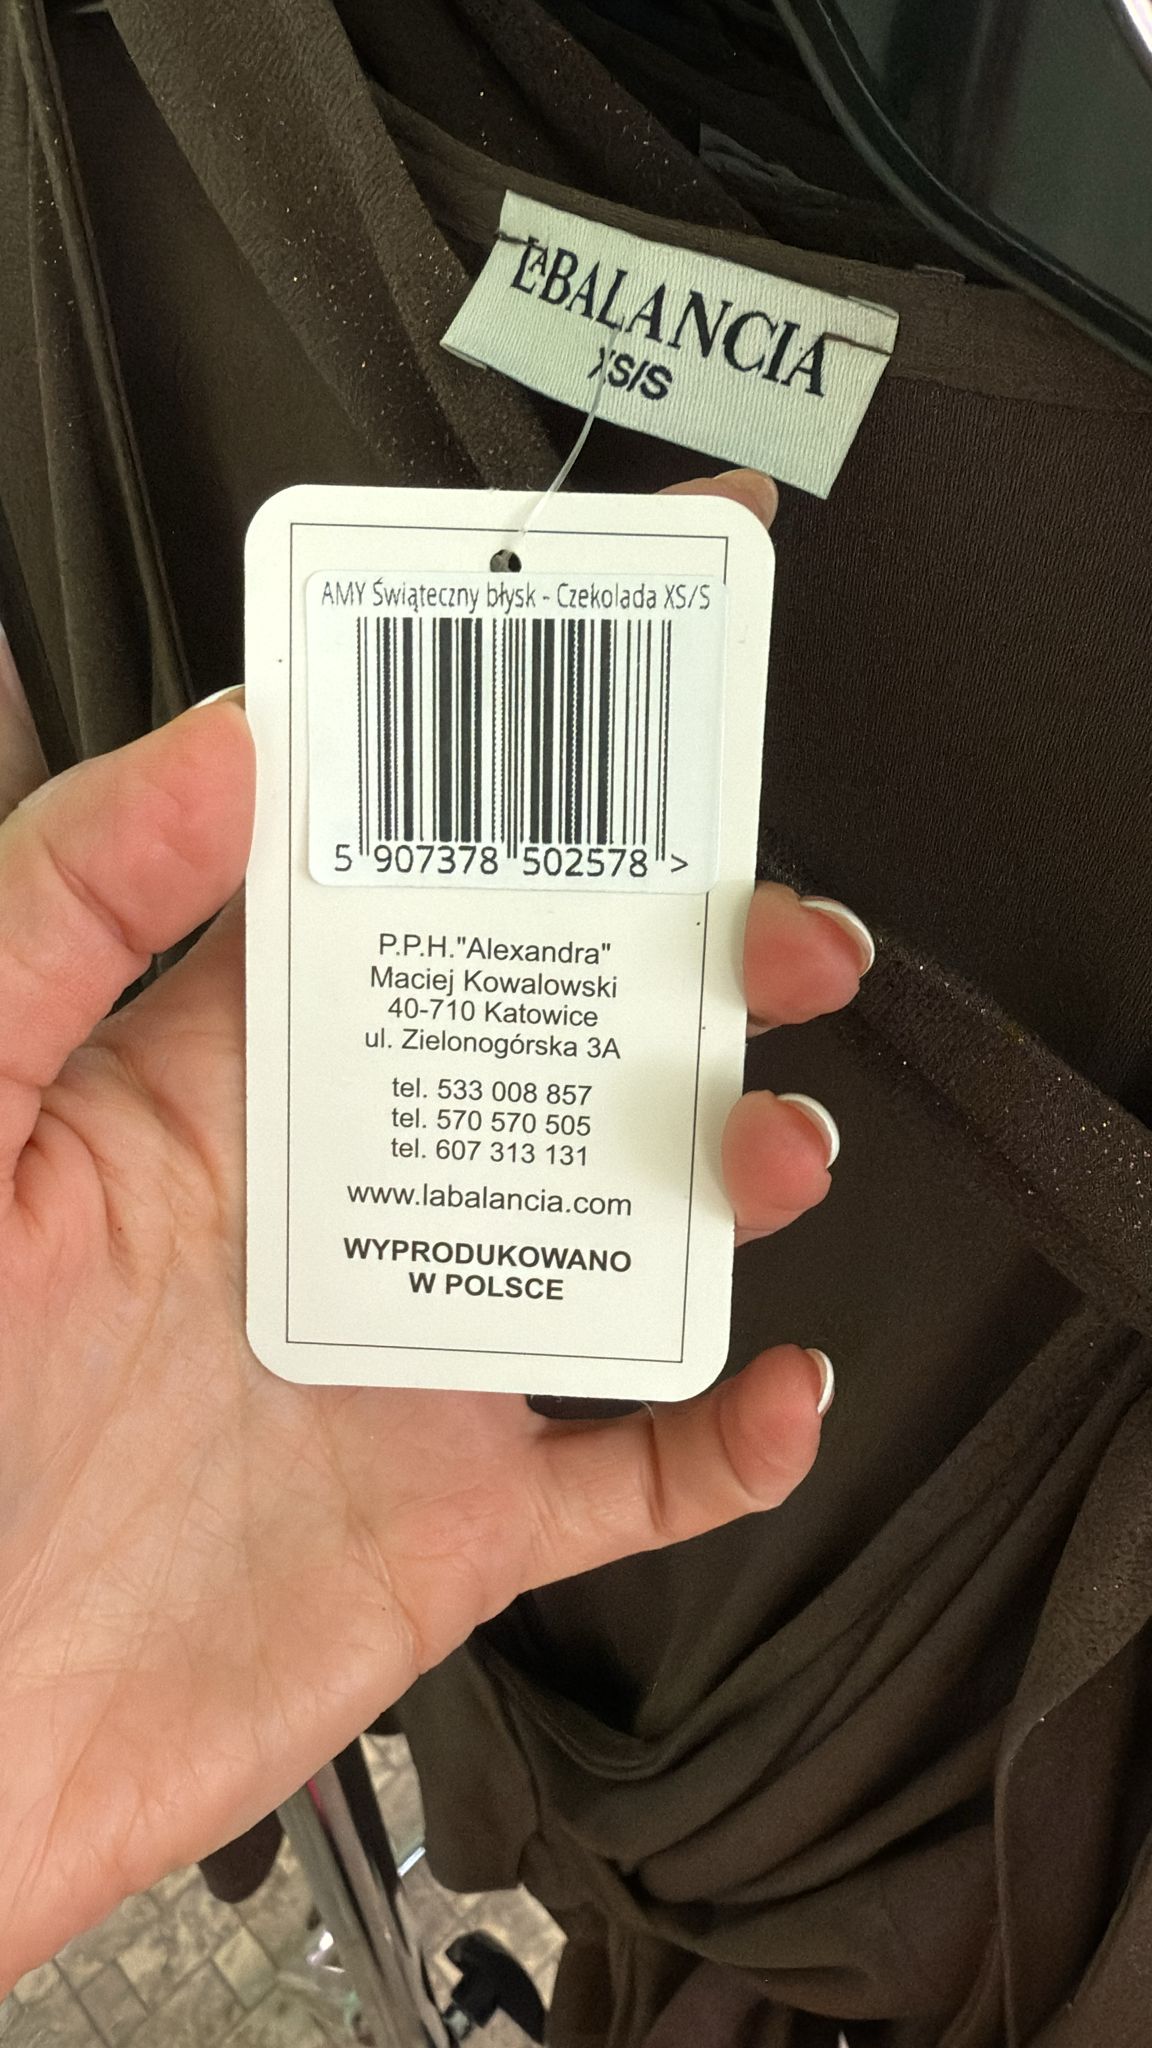 LABALANCIA
XS/S
AMY Świąteczny błysk - Czekolada XS/S
5 907378 502578 >
P.P.H."Alexandra"
Maciej Kowalowski
40-710 Katowice
ul. Zielonogórska 3A
tel. 533 008 857
tel. 570 570 505
tel. 607 313 131
www.labalancia.com
WYPRODUKOWANO
W POLSCE